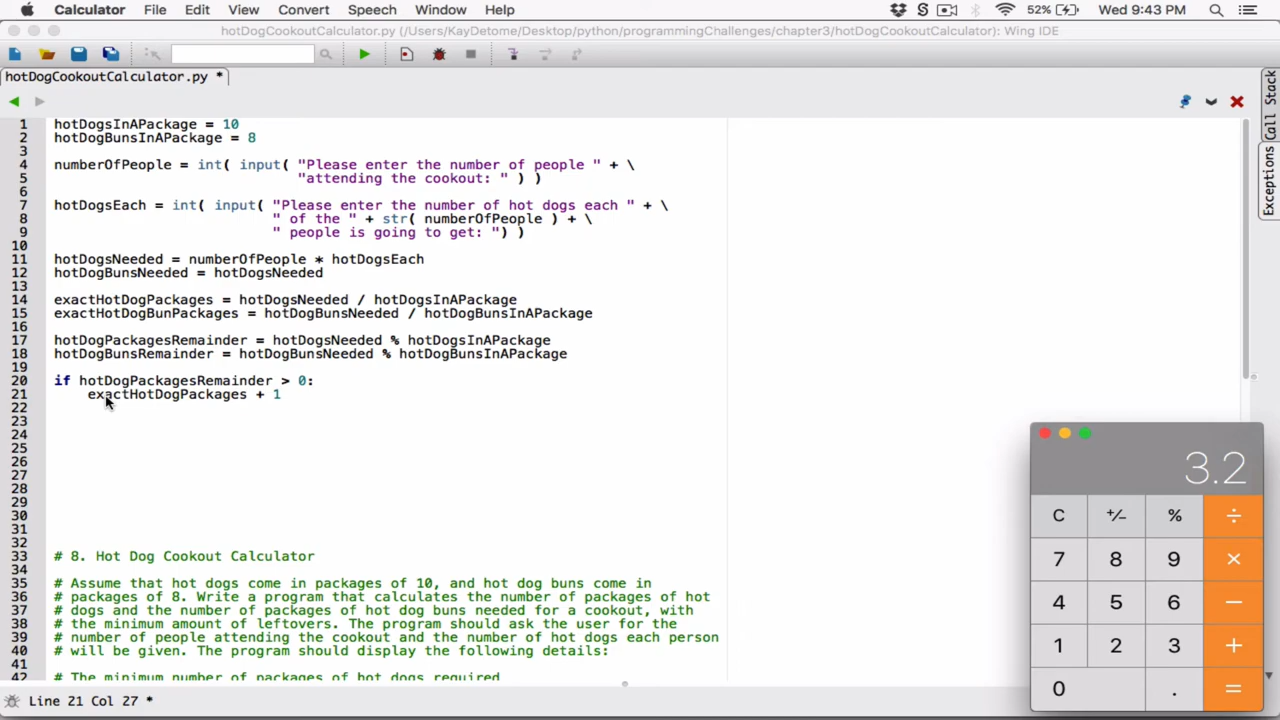 Calculator File Edit View Convert Speech Window Help 52% Wed 9:43 PM
hotDogCookoutCalculator.py (/Users/KayDetome/Desktop/python/programmingChallenges/chapter3/hotDogCookoutCalculator): Wing IDE
hotDogCookoutCalculator.py *
1 hotDogsInAPackage = 10
2 hotDogBunsInAPackage = 8
3
4 numberOfPeople = int( input( "Please enter the number of people " + \
5 "attending the cookout: " ) )
6
7 hotDogsEach = int( input( "Please enter the number of hot dogs each " + \
8 " of the " + str( numberOfPeople ) + \
9 " people is going to get: ") )
10
11 hotDogsNeeded = numberOfPeople * hotDogsEach
12 hotDogBunsNeeded = hotDogsNeeded
13
14 exactHotDogPackages = hotDogsNeeded / hotDogsInAPackage
15 exactHotDogBunPackages = hotDogBunsNeeded / hotDogBunsInAPackage
16
17 hotDogPackagesRemainder = hotDogsNeeded % hotDogsInAPackage
18 hotDogBunsRemainder = hotDogBunsNeeded % hotDogBunsInAPackage
19
20 if hotDogPackagesRemainder > 0:
21 exactHotDogPackages + 1
22
23
24
25
26
27
28
29
30
31
32
33 # 8. Hot Dog Cookout Calculator
34
35 # Assume that hot dogs come in packages of 10, and hot dog buns come in
36 # packages of 8. Write a program that calculates the number of packages of hot
37 # dogs and the number of packages of hot dog buns needed for a cookout, with
38 # the minimum amount of leftovers. The program should ask the user for the
39 # number of people attending the cookout and the number of hot dogs each person
40 # will be given. The program should display the following details:
41
42 # The minimum number of packages of hot dogs required
Line 21 Col 27 *
Call Stack
Exceptions
3.2
C +/− % ÷
7 8 9 ×
4 5 6 −
1 2 3 +
0 . =